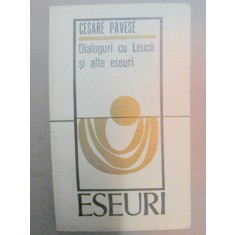 CESARE PAVESE
Dialoguri cu Leucò
și alte eseuri
ESEURI